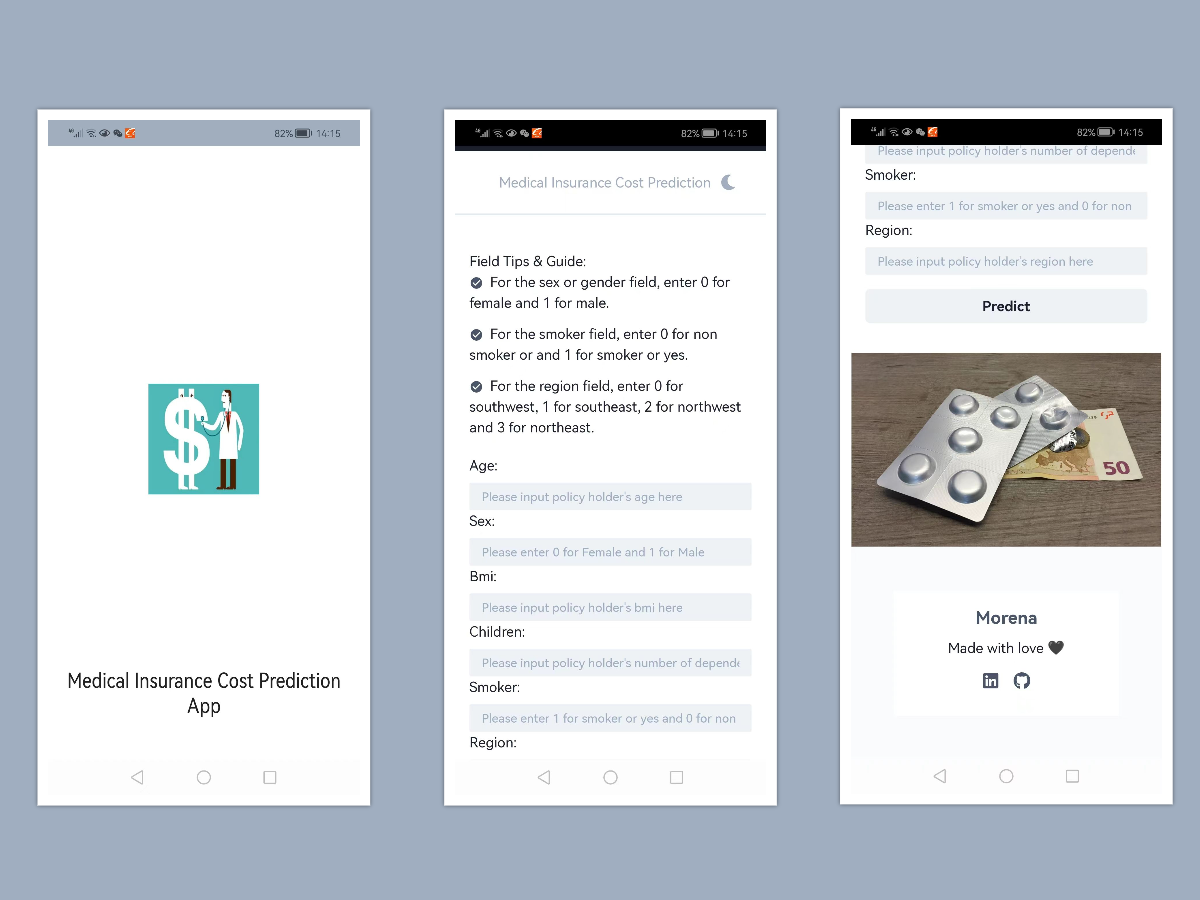 82% 14:15
$
Medical Insurance Cost Prediction
App
82% 14:15
Medical Insurance Cost Prediction
Field Tips & Guide:
For the sex or gender field, enter 0 for
female and 1 for male.
For the smoker field, enter 0 for non
smoker or and 1 for smoker or yes.
For the region field, enter 0 for
southwest, 1 for southeast, 2 for northwest
and 3 for northeast.
Age:
Please input policy holder's age here
Sex:
Please enter 0 for Female and 1 for Male
Bmi:
Please input policy holder's bmi here
Children:
Please input policy holder's number of depende
Smoker:
Please enter 1 for smoker or yes and 0 for non
Region:
82% 14:15
Please input policy holder's number of depende
Smoker:
Please enter 1 for smoker or yes and 0 for non
Region:
Please input policy holder's region here
Predict
50
Morena
Made with love 🖤
in